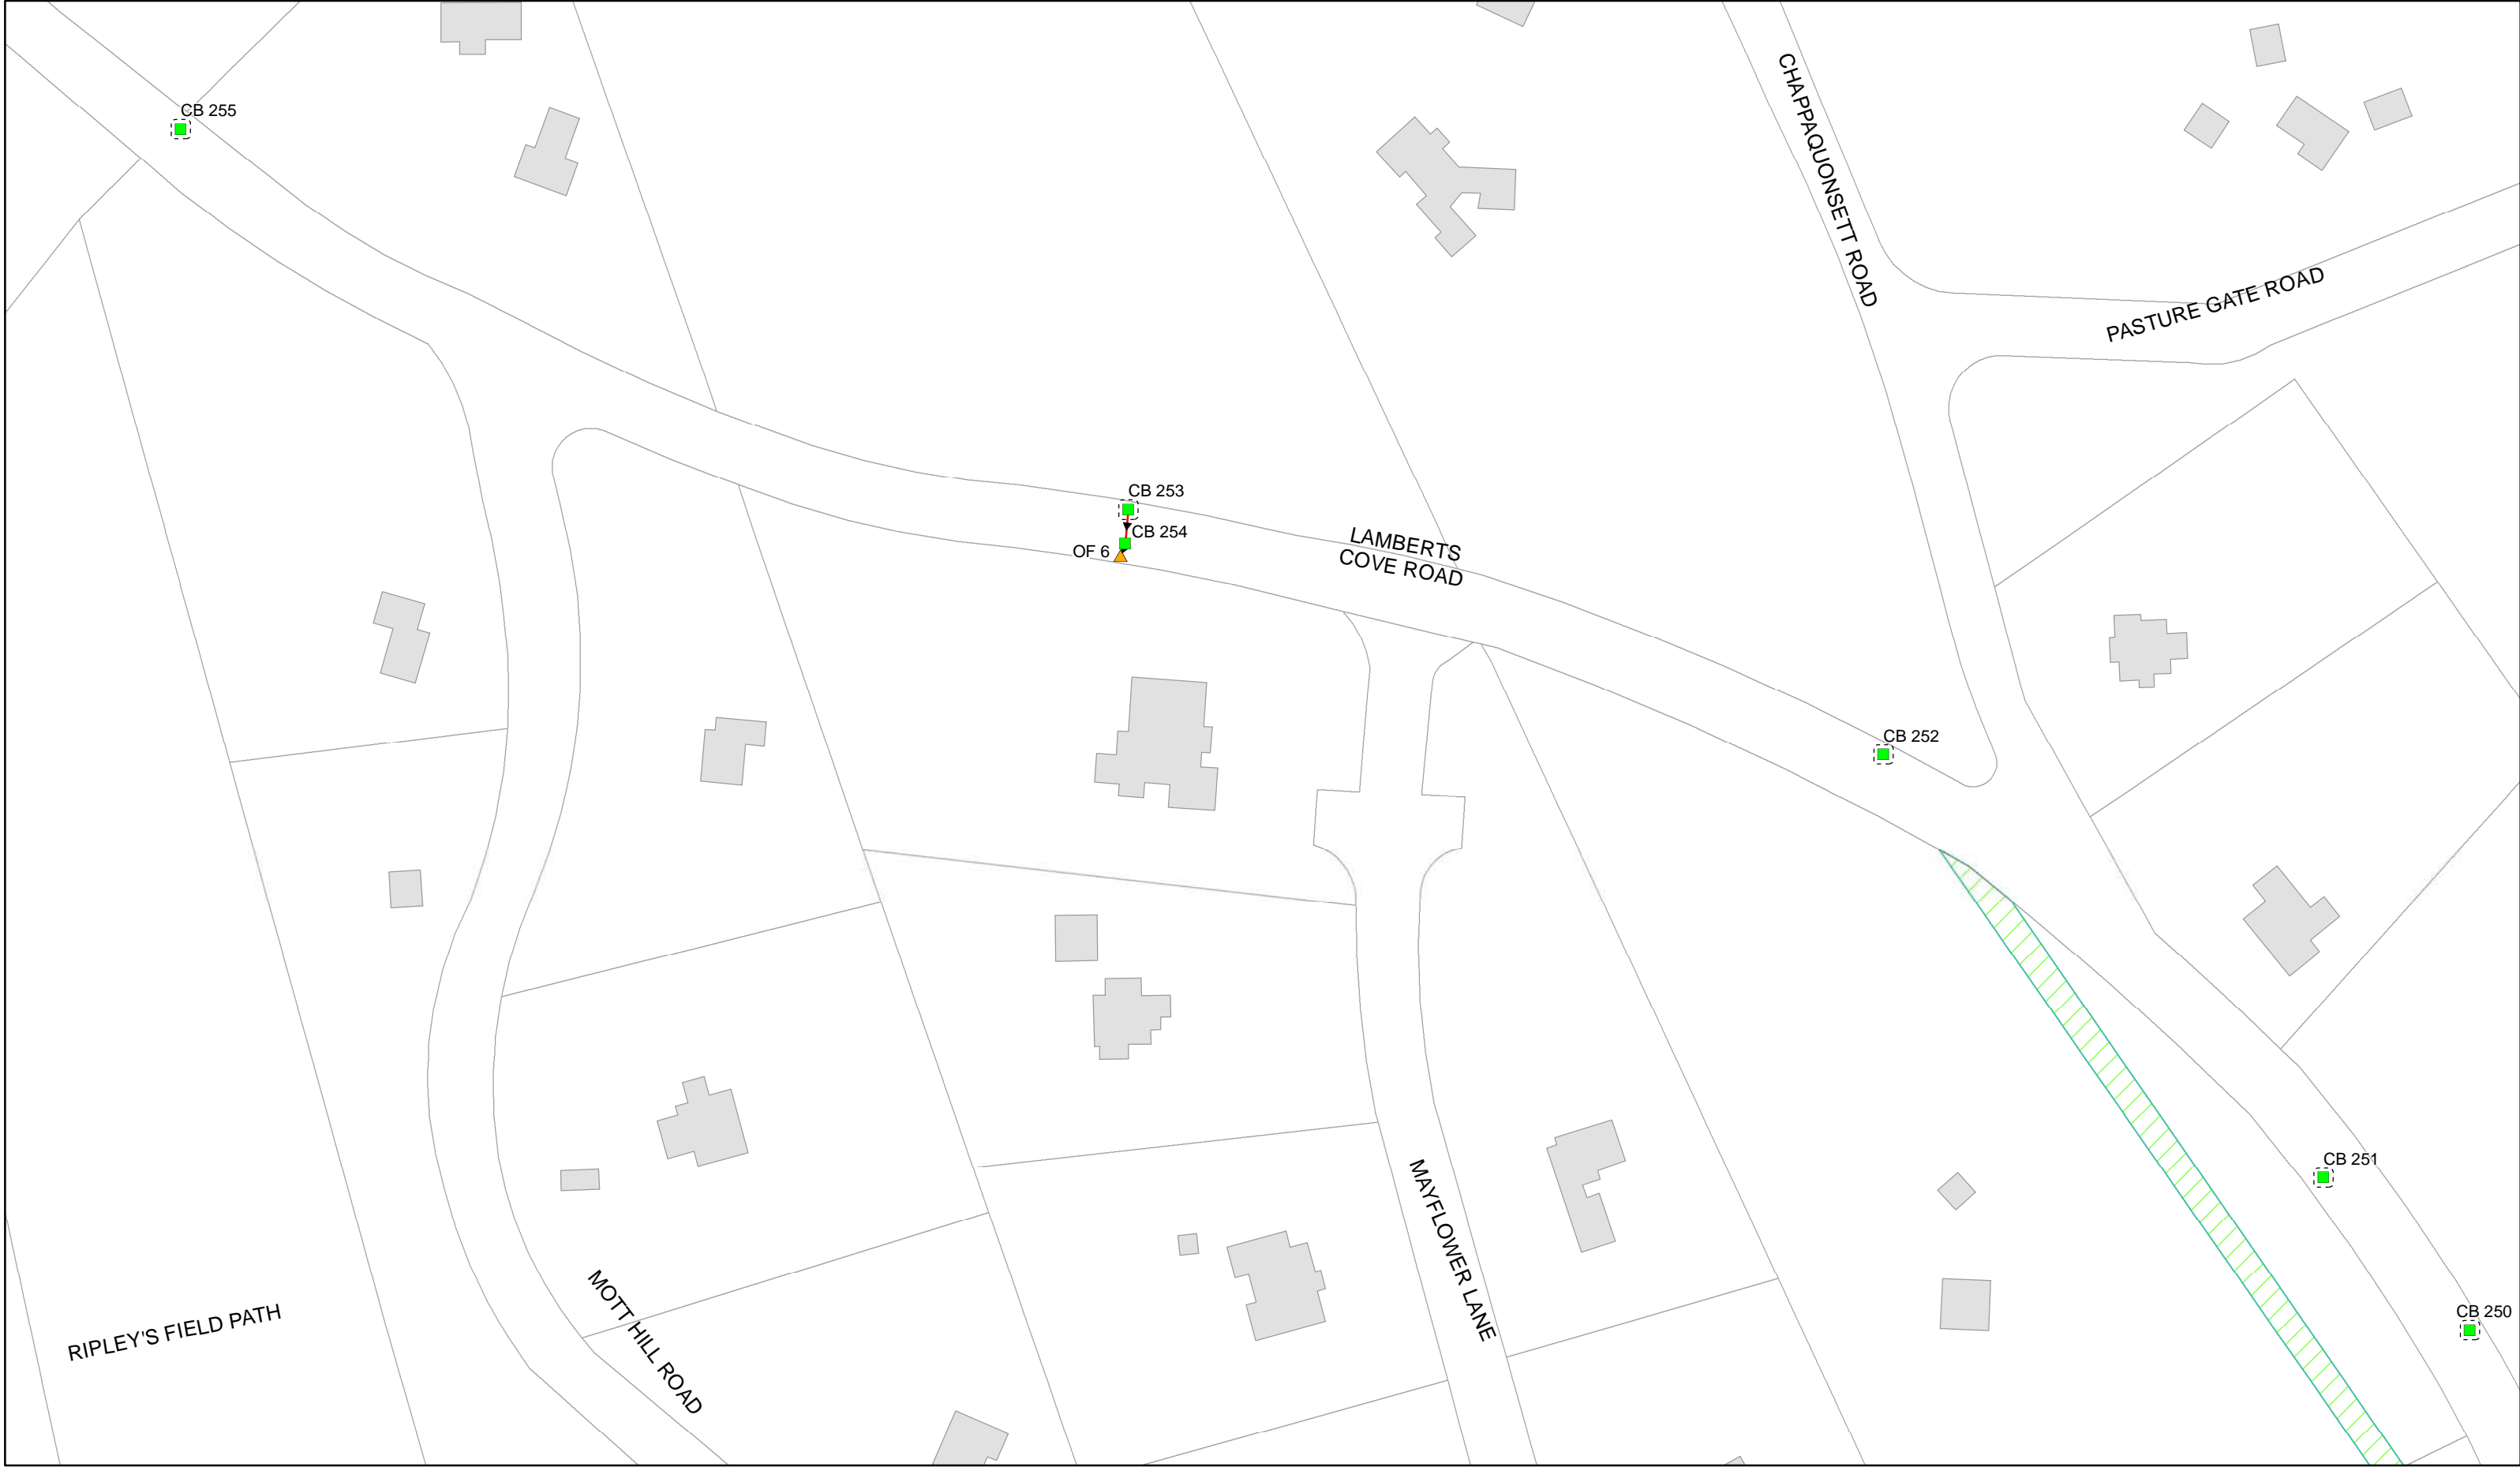 CB 255
CHAPPAQUONSETT ROAD
PASTURE GATE ROAD
CB 253
CB 254
OF 6
LAMBERTS
COVE ROAD
CB 252
CB 251
MAYFLOWER LANE
MOTT HILL ROAD
RIPLEY'S FIELD PATH
CB 250